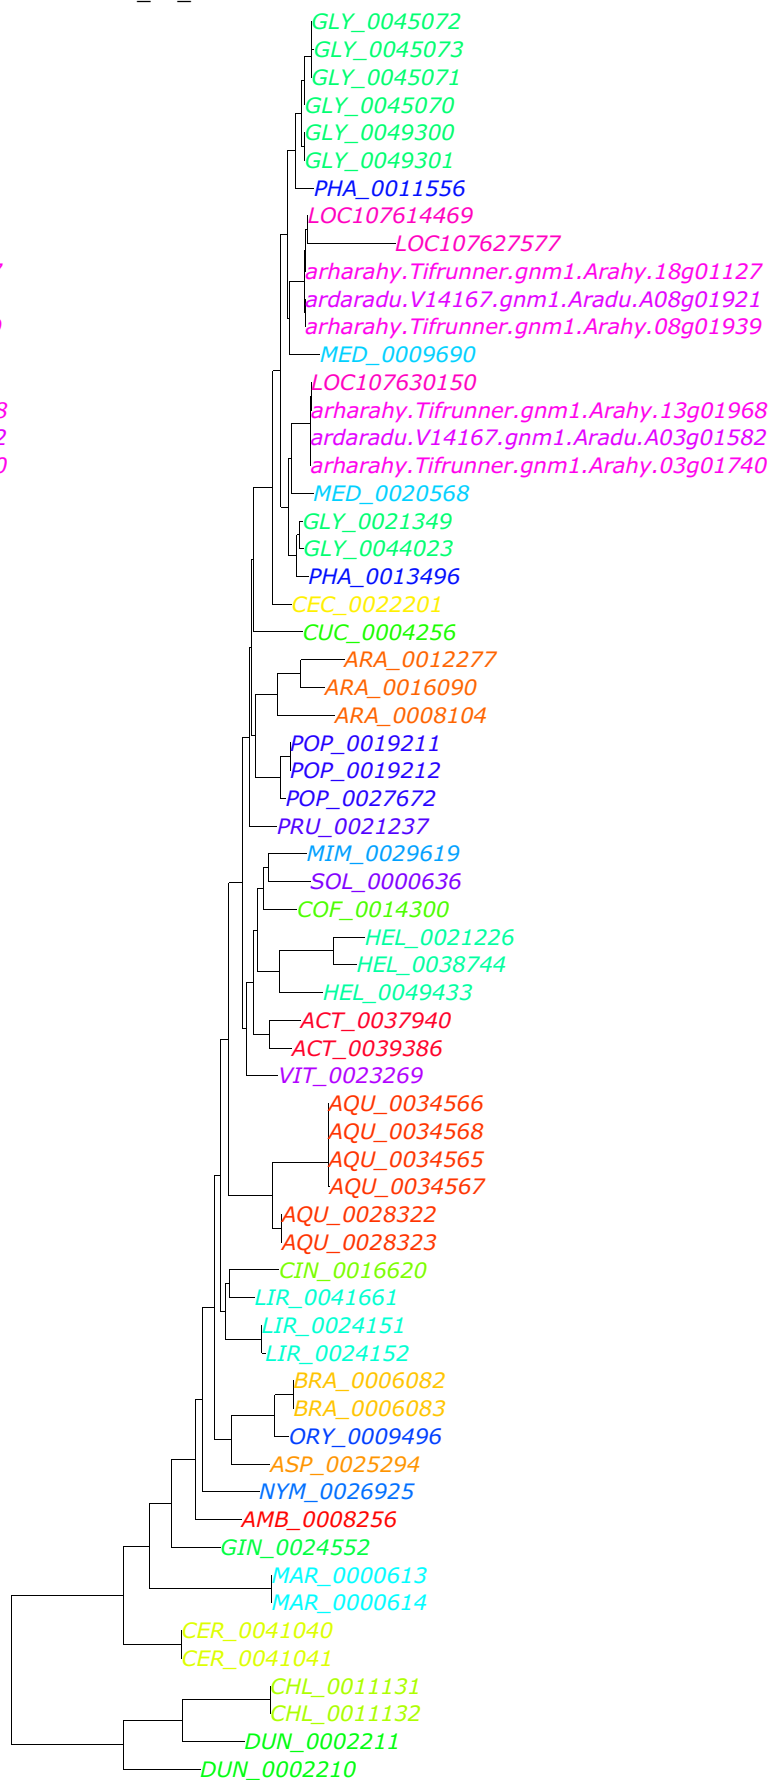 GLY_0045072
GLY_0045073
GLY_0045071
GLY_0045070
GLY_0049300
GLY_0049301
PHA_0011556
LOC107614469
LOC107627577
arharahy.Tifrunner.gnm1.Arahy.18g01127
ardaradu.V14167.gnm1.Aradu.A08g01921
arharahy.Tifrunner.gnm1.Arahy.08g01939
MED_0009690
LOC107630150
arharahy.Tifrunner.gnm1.Arahy.13g01968
ardaradu.V14167.gnm1.Aradu.A03g01582
arharahy.Tifrunner.gnm1.Arahy.03g01740
MED_0020568
GLY_0021349
GLY_0044023
PHA_0013496
CEC_0022201
CUC_0004256
ARA_0012277
ARA_0016090
ARA_0008104
POP_0019211
POP_0019212
POP_0027672
PRU_0021237
MIM_0029619
SOL_0000636
COF_0014300
HEL_0021226
HEL_0038744
HEL_0049433
ACT_0037940
ACT_0039386
VIT_0023269
AQU_0034566
AQU_0034568
AQU_0034565
AQU_0034567
AQU_0028322
AQU_0028323
CIN_0016620
LIR_0041661
LIR_0024151
LIR_0024152
BRA_0006082
BRA_0006083
ORY_0009496
ASP_0025294
NYM_0026925
AMB_0008256
GIN_0024552
MAR_0000613
MAR_0000614
CER_0041040
CER_0041041
CHL_0011131
CHL_0011132
DUN_0002211
DUN_0002210